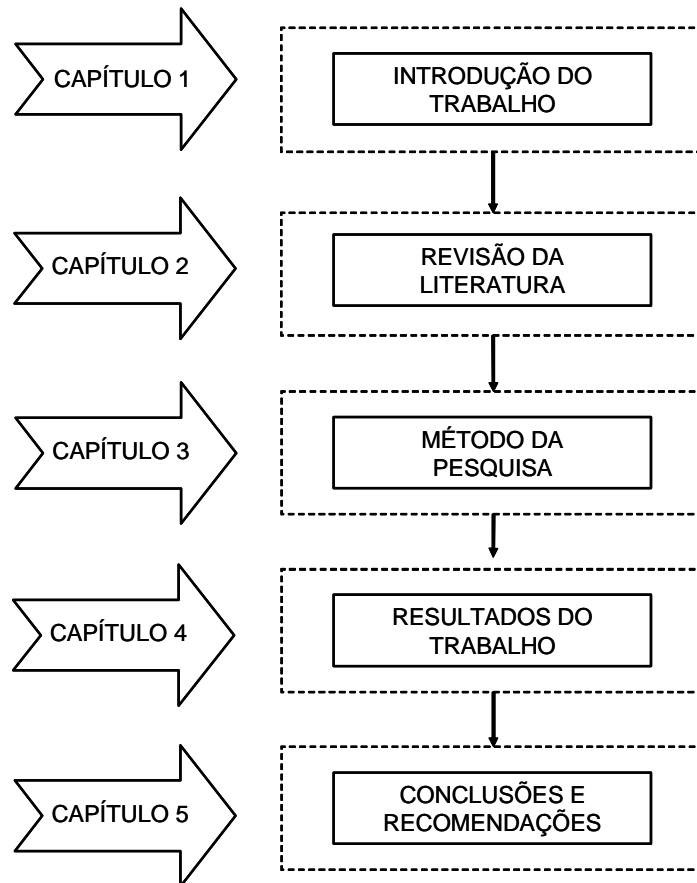 CAPÍTULO 1
INTRODUÇÃO DO
TRABALHO
CAPÍTULO 2
REVISÃO DA
LITERATURA
CAPÍTULO 3
MÉTODO DA
PESQUISA
CAPÍTULO 4
RESULTADOS DO
TRABALHO
CAPÍTULO 5
CONCLUSÕES E
RECOMENDAÇÕES